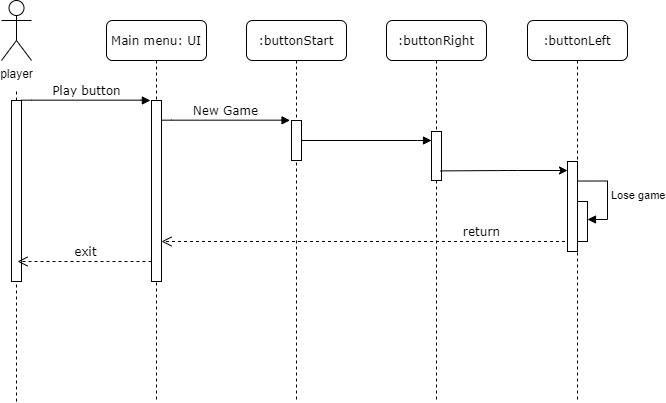 player
Main menu: UI
:buttonStart
:buttonRight
:buttonLeft
Play button
New Game
Lose game
return
exit